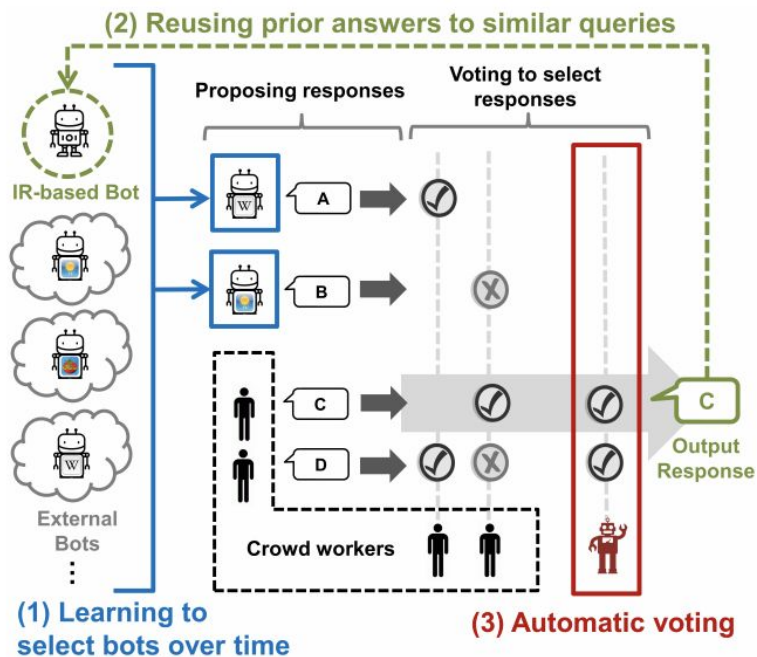 (2) Reusing prior answers to similar queries
Proposing responses
Voting to select
responses
IR-based Bot
W
A
B
C
D
C
Output
Response
W
External
Bots
Crowd workers
(1) Learning to
select bots over time
(3) Automatic voting